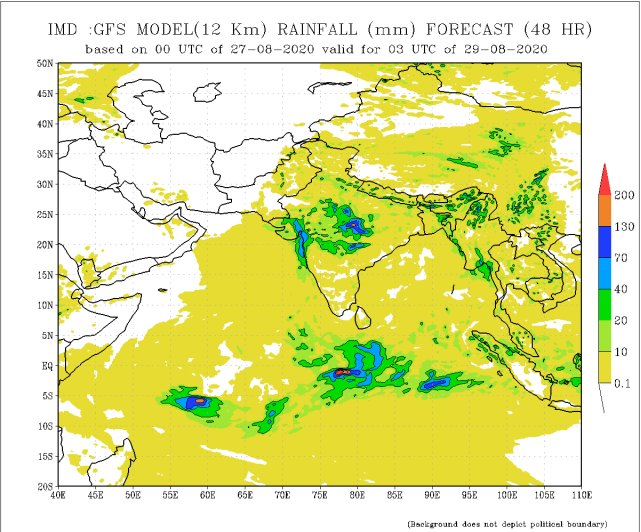 IMD :GFS MODEL(12 Km) RAINFALL (mm) FORECAST (48 HR)
based on 00 UTC of 27-08-2020 valid for 03 UTC of 29-08-2020
50N
45N
40N
35N
30N
25N
20N
15N
10N
5N
EQ
5S
10S
15S
20S
40E 45E 50E 55E 60E 65E 70E 75E 80E 85E 90E 95E 100E 105E 110E
200
130
70
40
20
10
0.1
(Background does not depict political boundary)